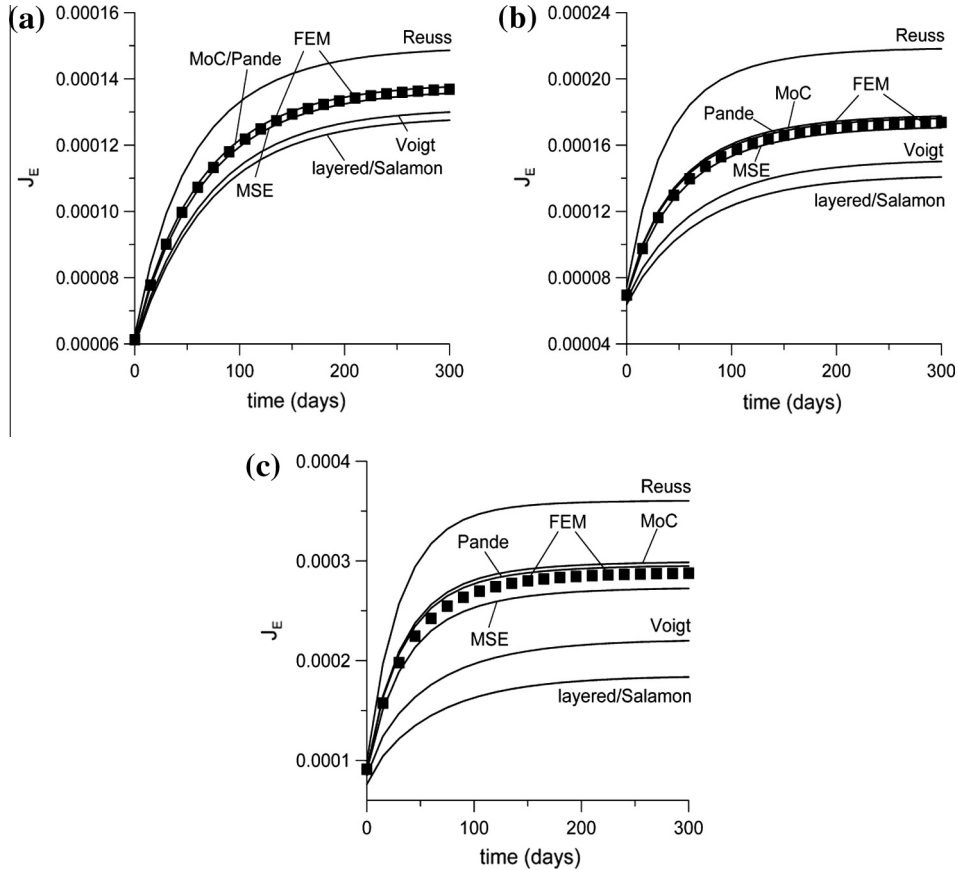 (a)
0.00016
0.00014
0.00012
0.00010
0.00008
0.00006
J_E
Reuss
FEM
MoC/Pande
Voigt
layered/Salamon
MSE
0
100
200
300
time (days)
(b)
0.00024
0.00020
0.00016
0.00012
0.00008
0.00004
J_E
Reuss
MoC
FEM
Pande
MSE
Voigt
layered/Salamon
0
100
200
300
time (days)
(c)
0.0004
0.0003
0.0002
0.0001
J_E
Reuss
FEM
MoC
Pande
MSE
Voigt
layered/Salamon
0
100
200
300
time (days)